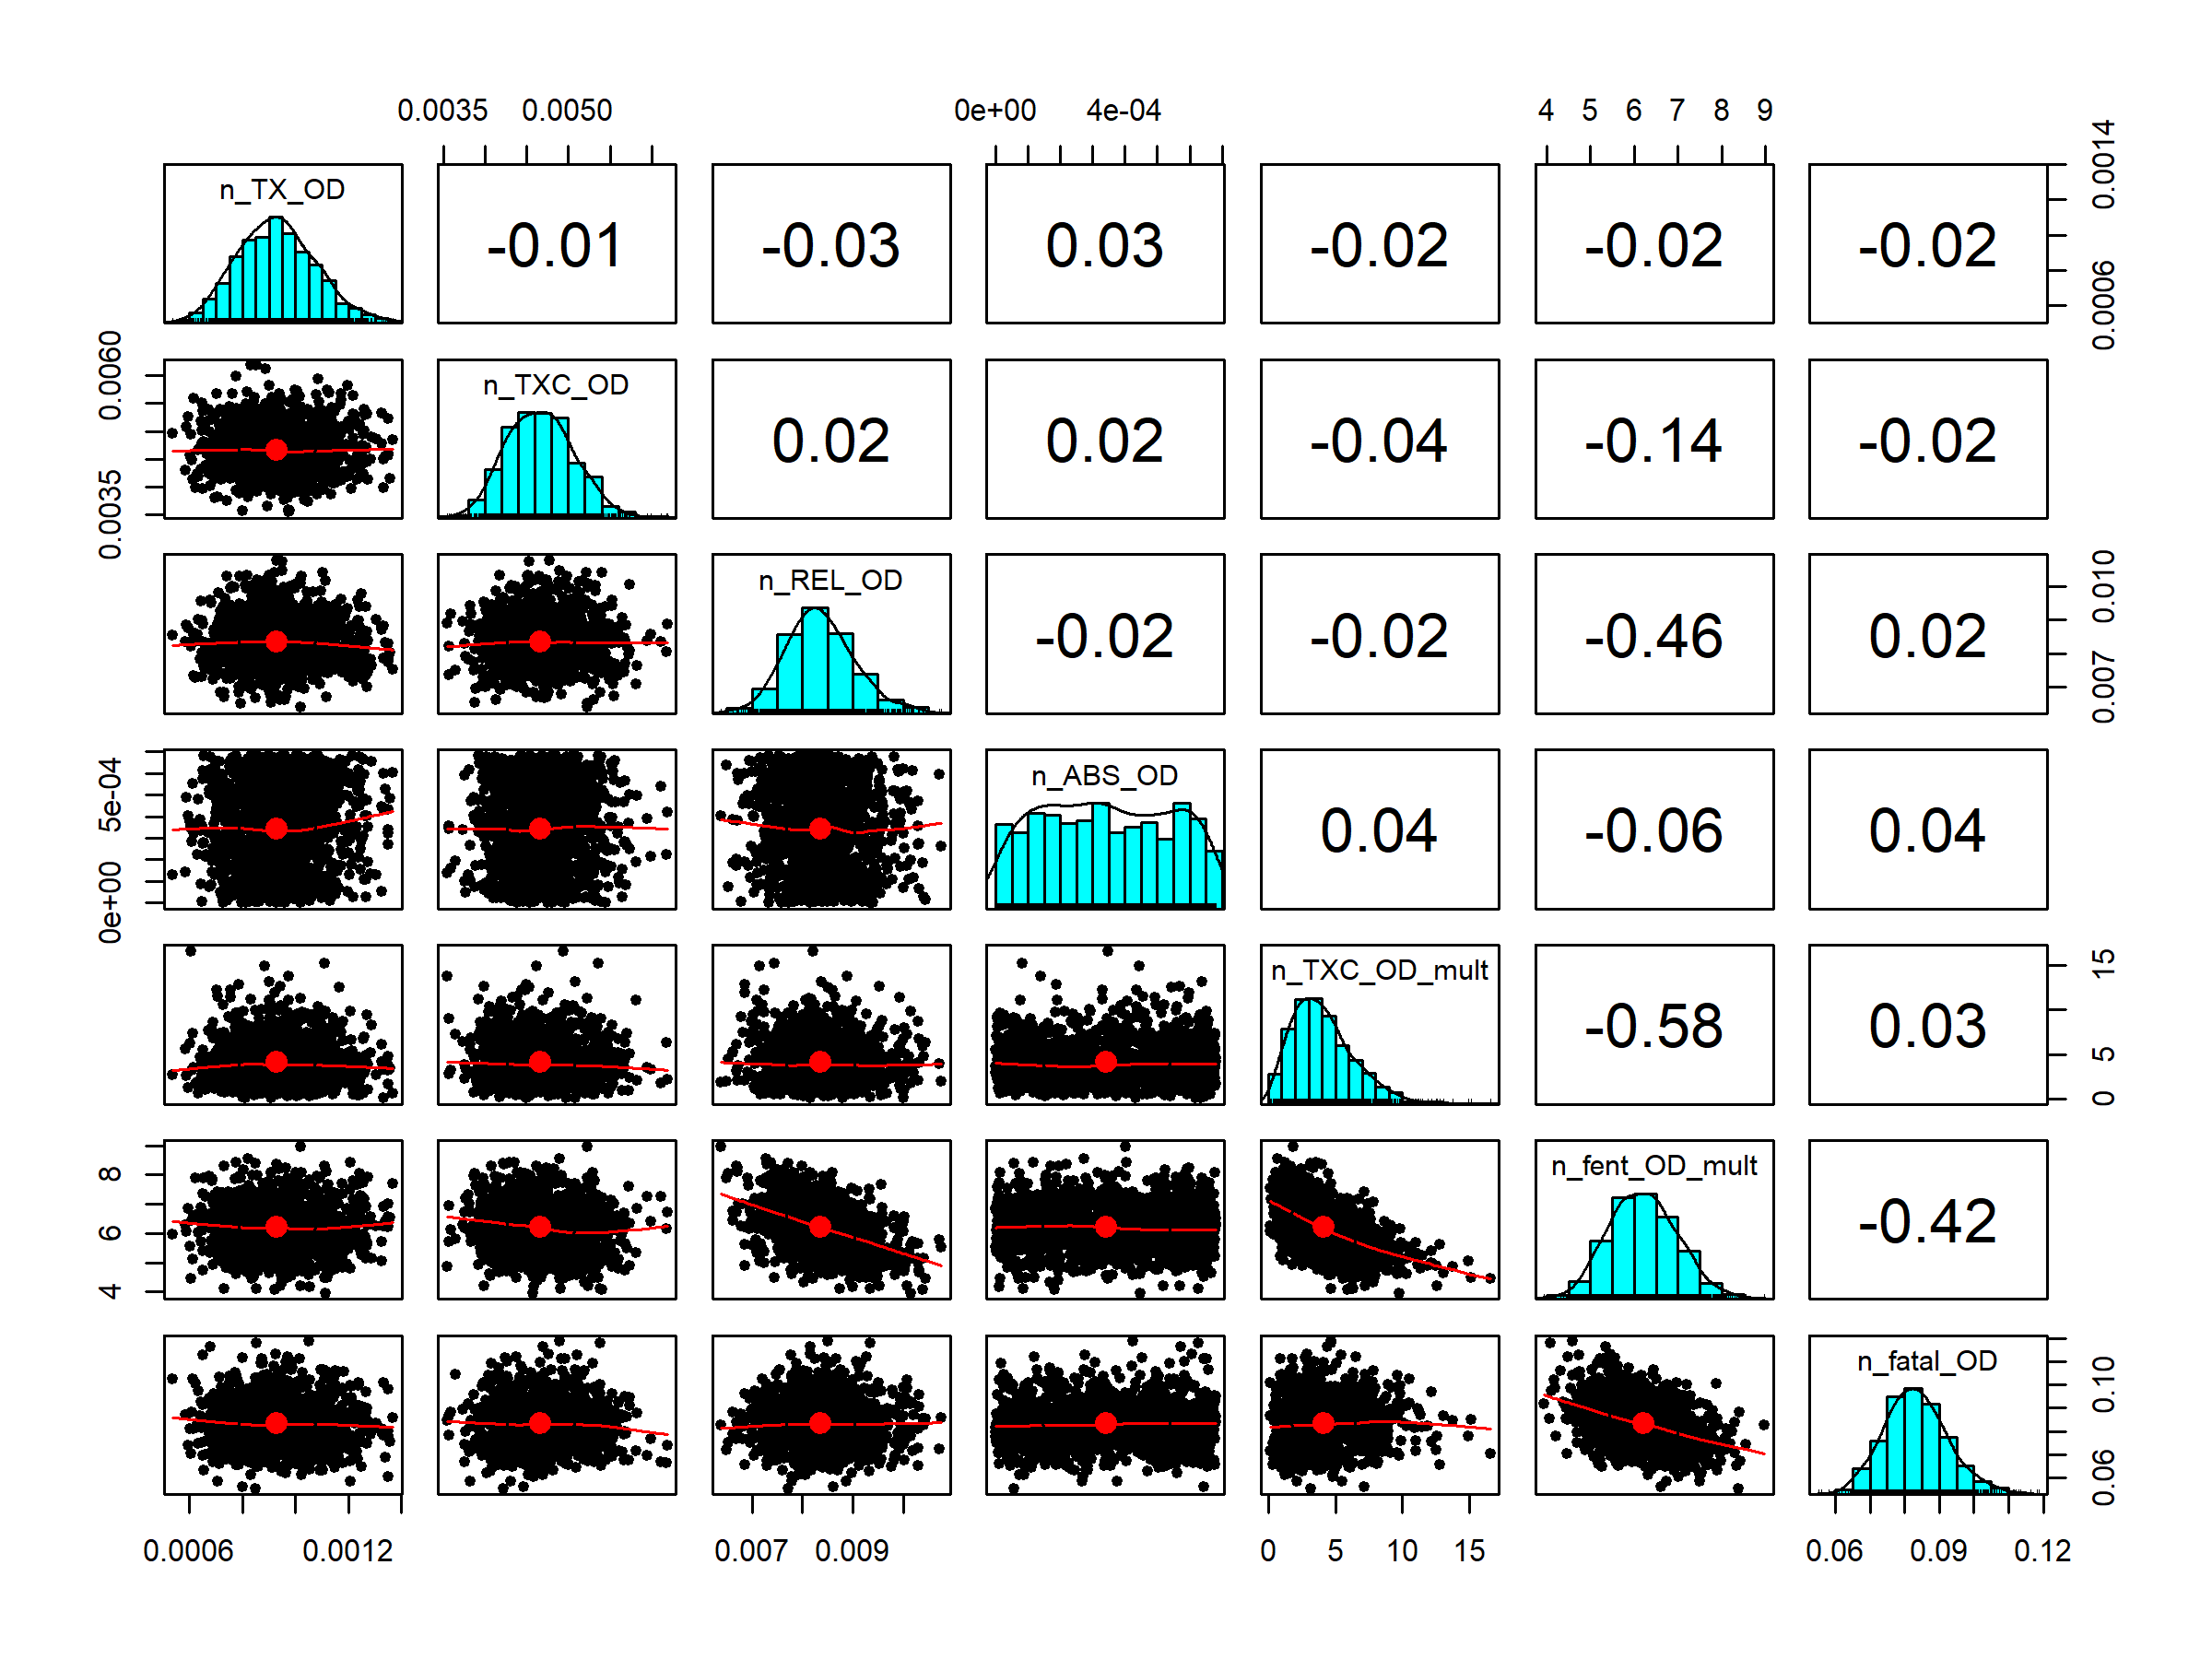 0.0035 0.0050 0e+00 4e-04 4 5 6 7 8 9
n_TX_OD -0.01 -0.03 0.03 -0.02 -0.02 -0.02 0.0006 0.0014
0.0035 0.0060 n_TXC_OD 0.02 0.02 -0.04 -0.14 -0.02
n_REL_OD -0.02 -0.02 -0.46 0.02 0.007 0.010
0e+00 5e-04 n_ABS_OD 0.04 -0.06 0.04
n_TXC_OD_mult -0.58 0.03 0 5 15
4 6 8 n_fent_OD_mult -0.42
n_fatal_OD 0.06 0.10
0.0006 0.0012 0.007 0.009 0 5 10 15 0.06 0.09 0.12